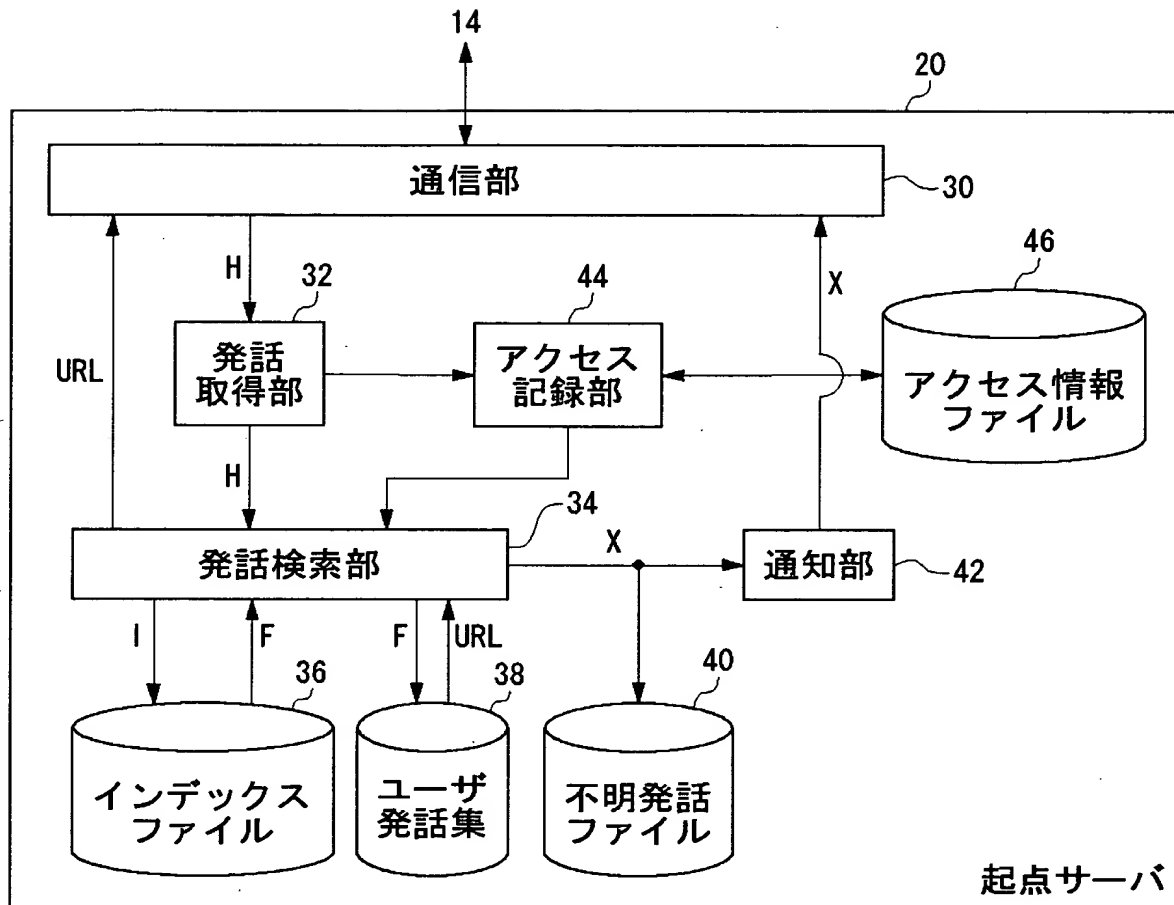 14
20
通信部
30
H
32
44
X
46
URL
発話
取得部
アクセス
記録部
アクセス情報
ファイル
H
34
発話検索部
X
通知部
42
I
F
F
URL
36
38
40
インデックス
ファイル
ユーザ
発話集
不明発話
ファイル
起点サーバ